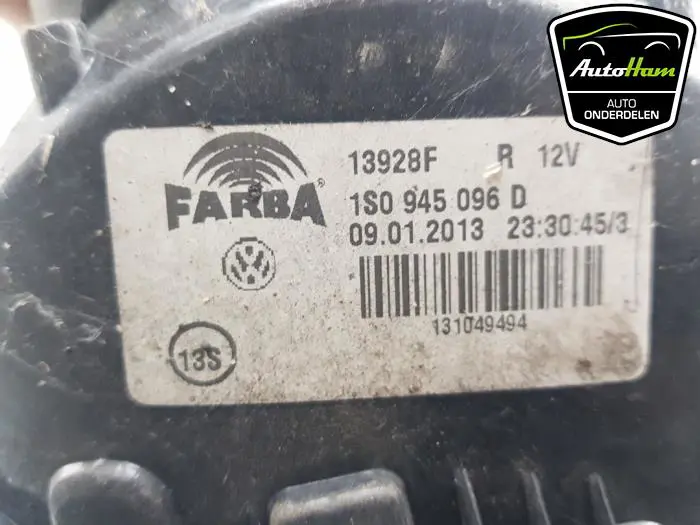 AutoHam
AUTO
ONDERDELEN
FARBA®
13928F R 12V
1S0 945 096 D
09.01.2013 23:30:45/3
131049494
13S